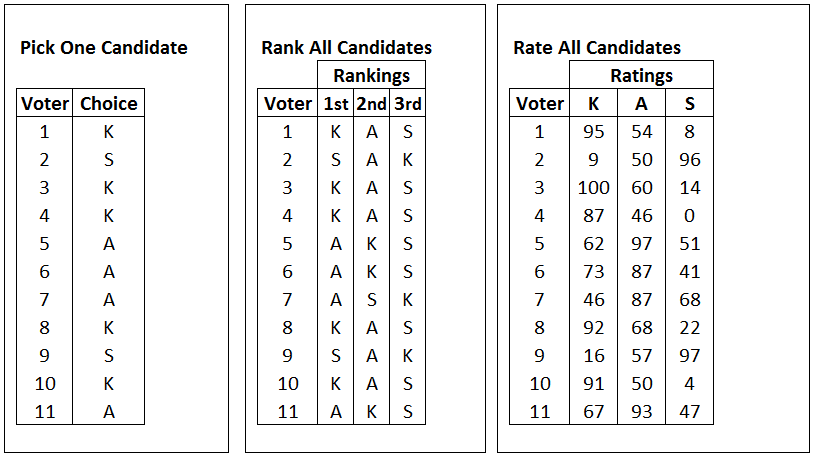 Pick One Candidate
Voter Choice
1 K
2 S
3 K
4 K
5 A
6 A
7 A
8 K
9 S
10 K
11 A
Rank All Candidates
Rankings
Voter 1st 2nd 3rd
1 K A S
2 S A K
3 K A S
4 K A S
5 A K S
6 A K S
7 A S K
8 K A S
9 S A K
10 K A S
11 A K S
Rate All Candidates
Ratings
Voter K A S
1 95 54 8
2 9 50 96
3 100 60 14
4 87 46 0
5 62 97 51
6 73 87 41
7 46 87 68
8 92 68 22
9 16 57 97
10 91 50 4
11 67 93 47